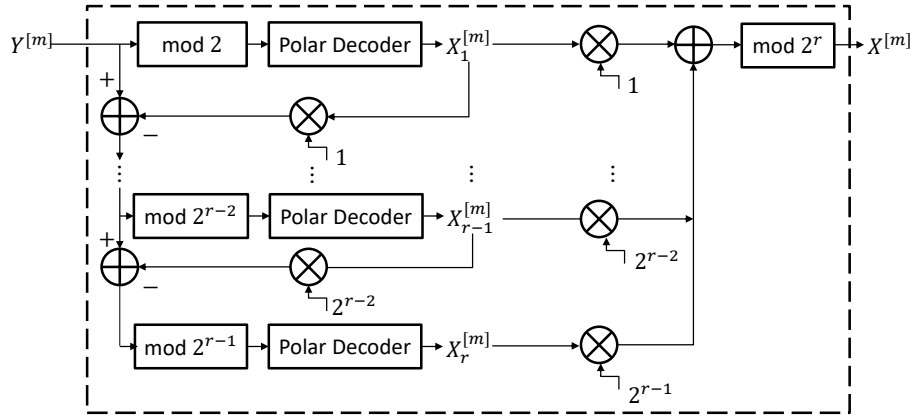 Y^{[m]} mod 2 Polar Decoder X_1^{[m]} mod 2^r X^{[m]}
+ 1
− 1
⋮ ⋮ ⋮ ⋮
mod 2^{r−2} Polar Decoder X_{r−1}^{[m]}
+ 2^{r−2}
− 2^{r−2}
mod 2^{r−1} Polar Decoder X_r^{[m]}
2^{r−1}